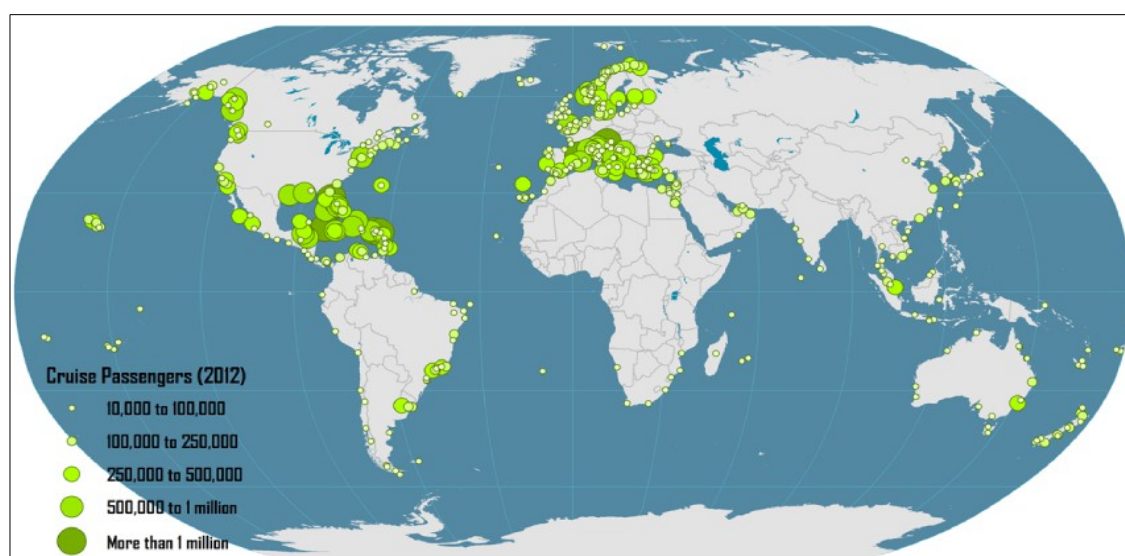 Cruise Passengers (2012)
10,000 to 100,000
100,000 to 250,000
250,000 to 500,000
500,000 to 1 million
More than 1 million